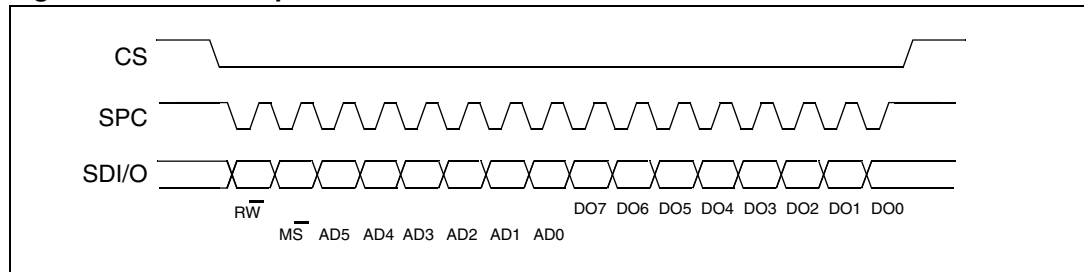 CS
SPC
SDI/O
RW
DO7 DO6 DO5 DO4 DO3 DO2 DO1 DO0
MS AD5 AD4 AD3 AD2 AD1 AD0